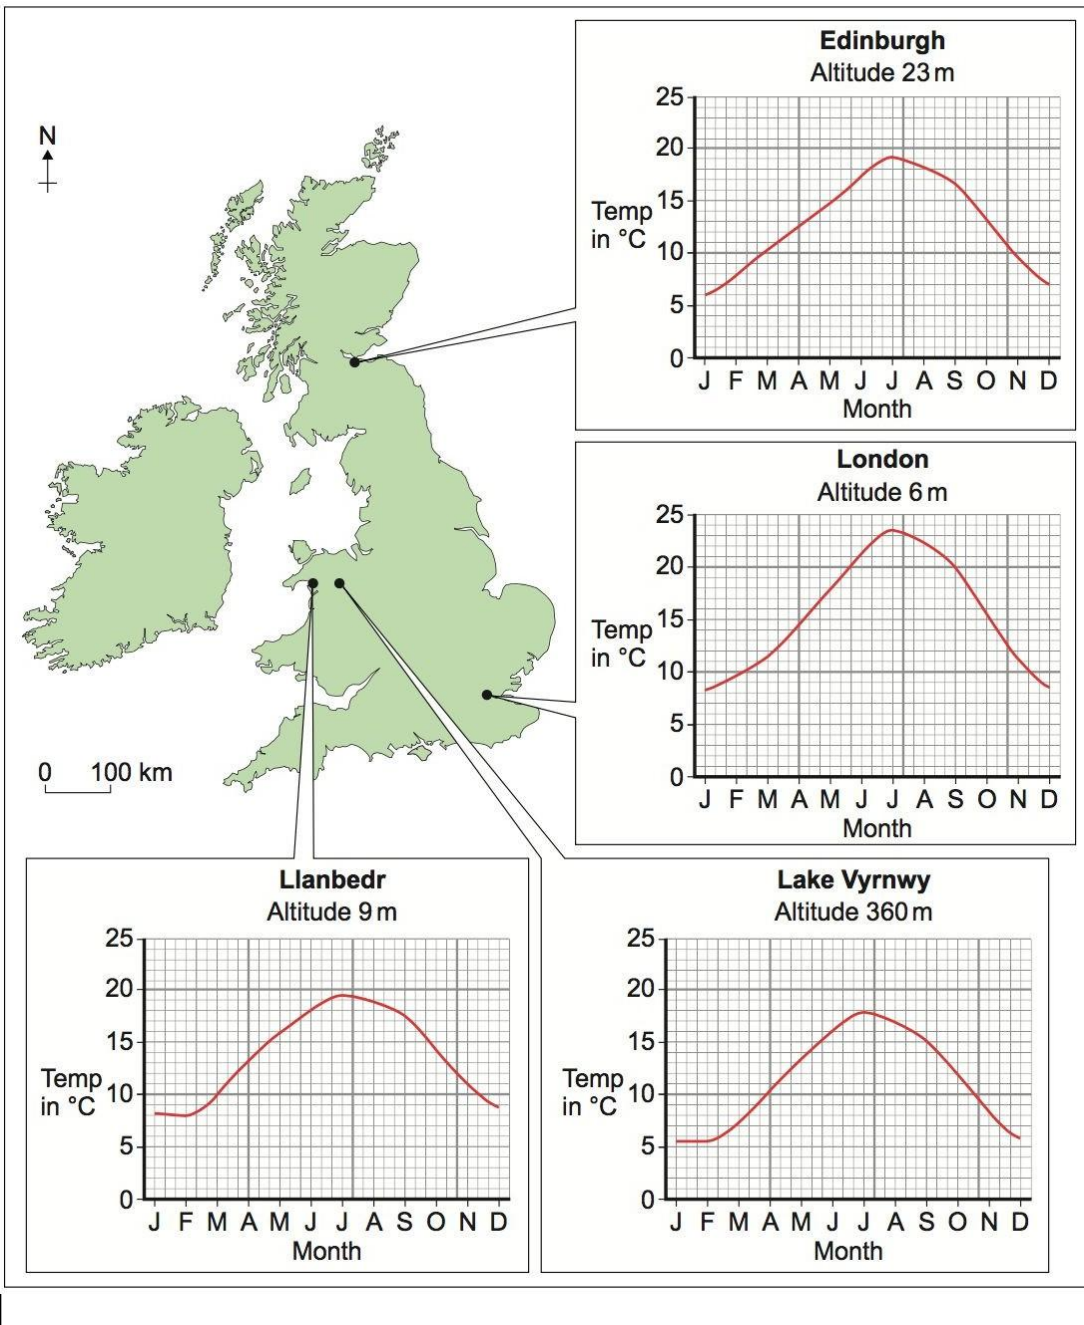 N
0 100 km
Edinburgh
Altitude 23 m
25
20
15
10
5
0
Temp
in °C
J F M A M J J A S O N D
Month
London
Altitude 6 m
25
20
15
10
5
0
Temp
in °C
J F M A M J J A S O N D
Month
Llanbedr
Altitude 9 m
25
20
15
10
5
0
Temp
in °C
J F M A M J J A S O N D
Month
Lake Vyrnwy
Altitude 360 m
25
20
15
10
5
0
Temp
in °C
J F M A M J J A S O N D
Month